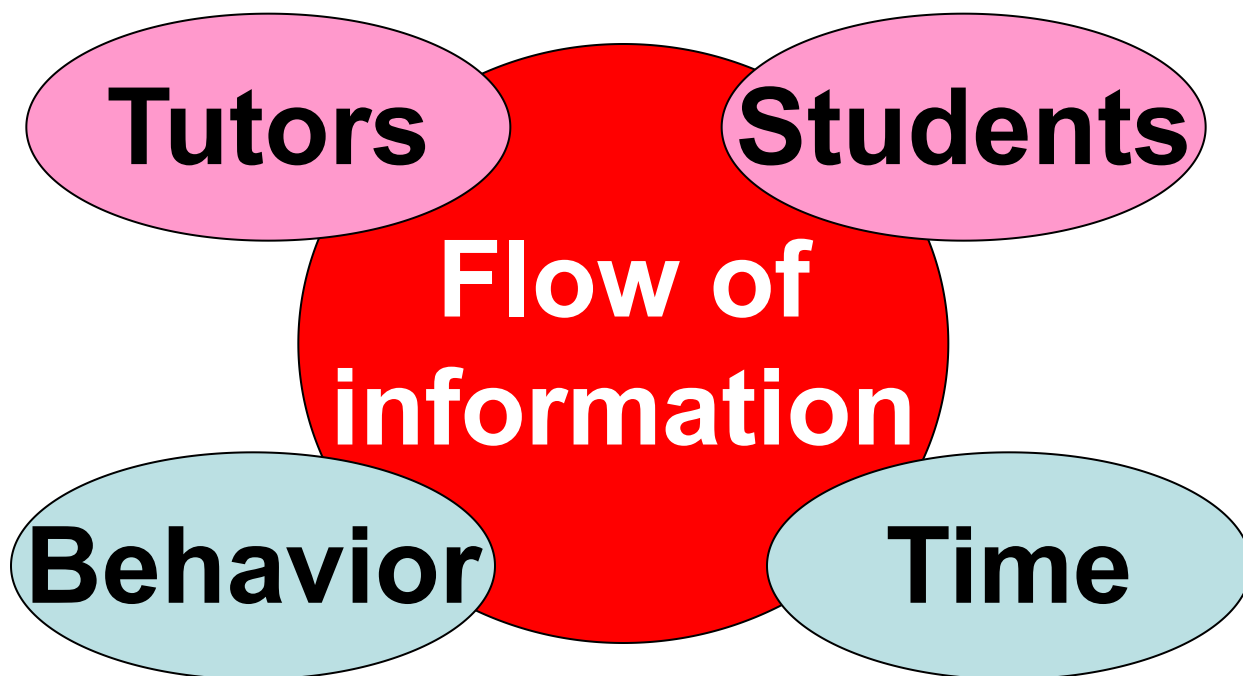 Tutors
Students
Flow of
information
Behavior
Time